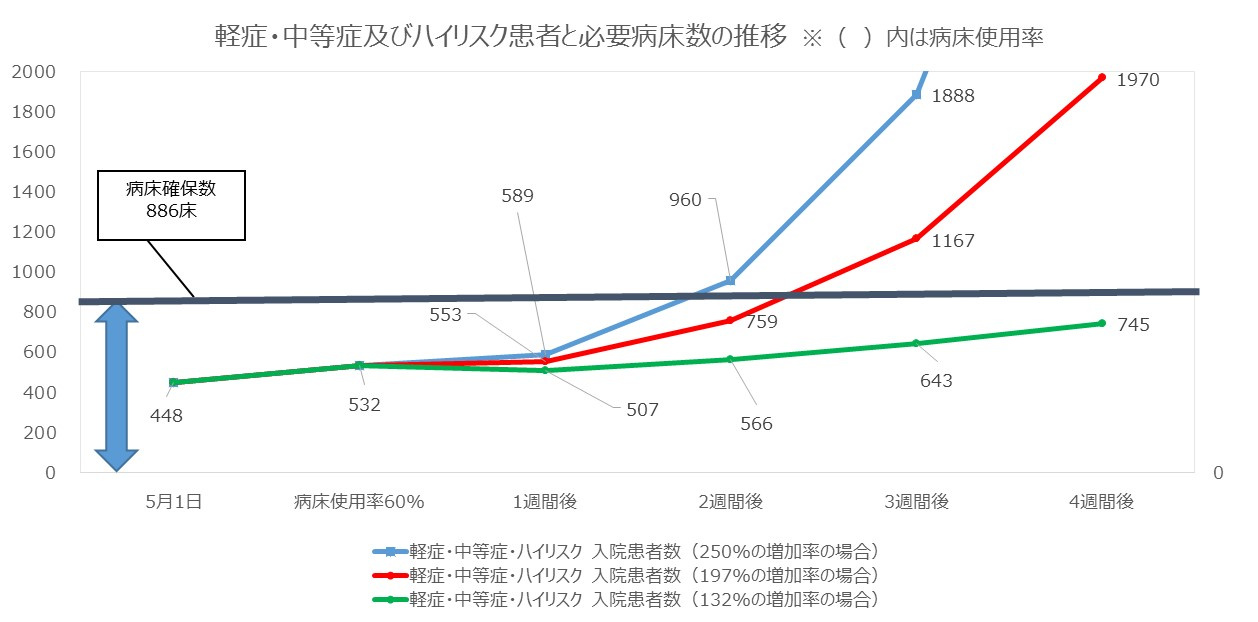 軽症・中等症及びハイリスク患者と必要病床数の推移 ※（ ）内は病床使用率
2000
1800
1600
1400
1200
1000
800
600
400
200
0
0
病床確保数
886床
448
532
589
553
507
960
759
566
1888
1167
643
1970
745
5月1日
病床使用率60%
1週間後
2週間後
3週間後
4週間後
軽症・中等症・ハイリスク 入院患者数（250%の増加率の場合）
軽症・中等症・ハイリスク 入院患者数（197%の増加率の場合）
軽症・中等症・ハイリスク 入院患者数（132%の増加率の場合）